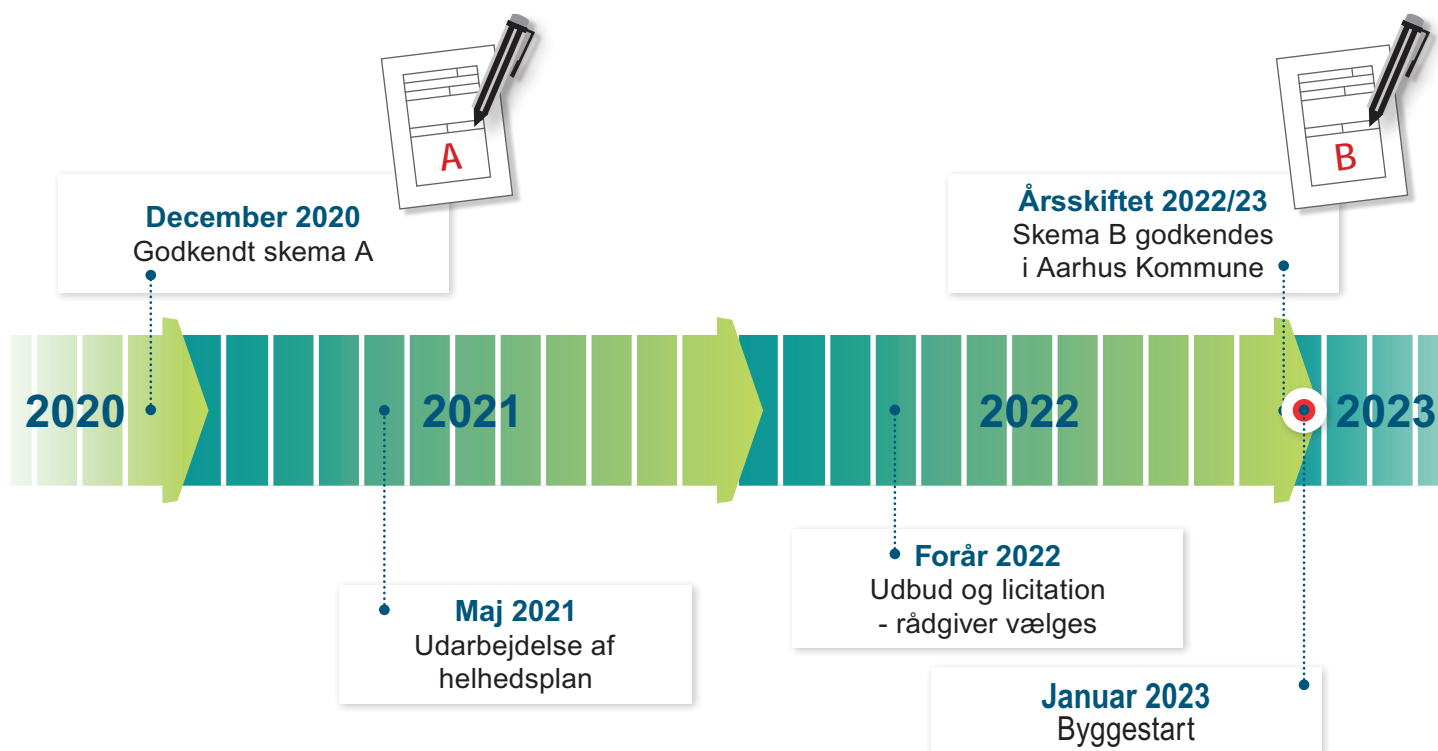 A
B
December 2020
Godkendt skema A
Årsskiftet 2022/23
Skema B godkendes
i Aarhus Kommune
2020
2021
2022
2023
Maj 2021
Udarbejdelse af
helhedsplan
Forår 2022
Udbud og licitation
- rådgiver vælges
Januar 2023
Byggestart